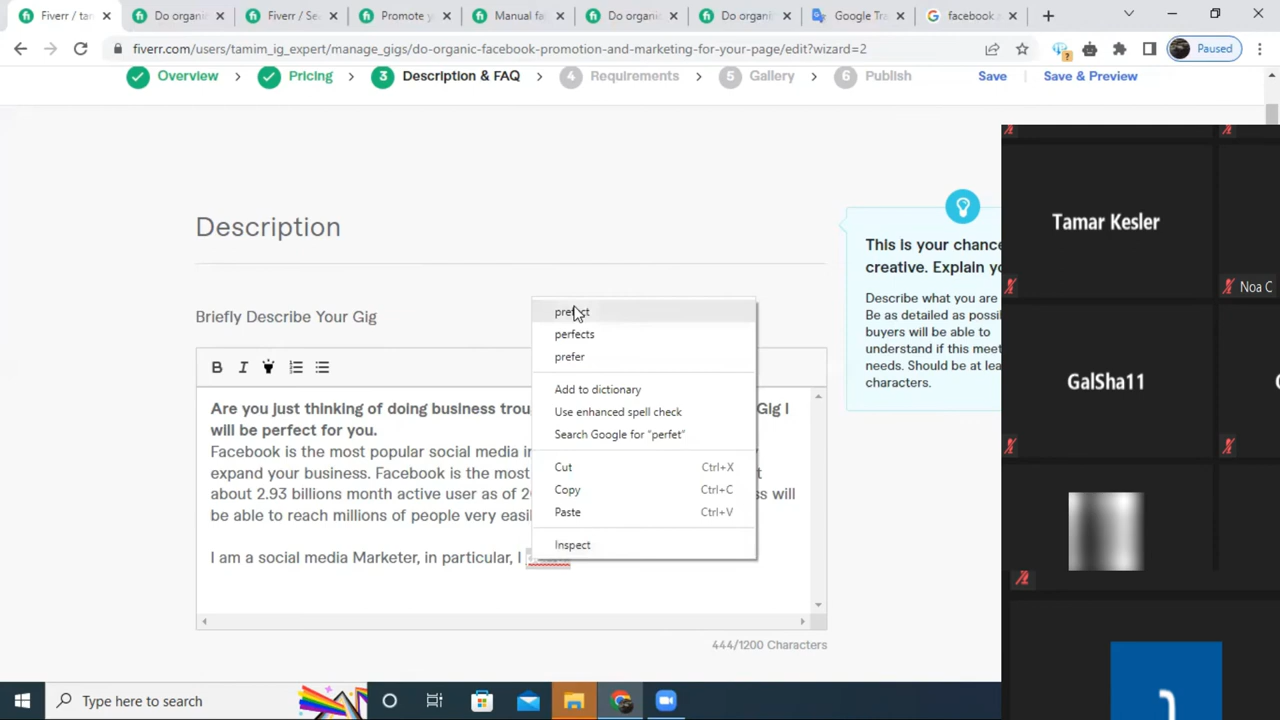 Fiverr / tan
Do organic
Fiverr / Sea
Promote y
Manual fa
Do organi
Do organi
Google Tra
facebook
fiverr.com/users/tamim_ig_expert/manage_gigs/do-organic-facebook-promotion-and-marketing-for-your-page/edit?wizard=2
Paused
Overview
Pricing
3 Description & FAQ
4 Requirements
5 Gallery
6 Publish
Save
Save & Preview
Description
This is your chance
creative. Explain yo
Describe what you are
Be as detailed as possi
buyers will be able to
understand if this meet
needs. Should be at lea
characters.
Briefly Describe Your Gig
Are you just thinking of doing business trou
Gig I
will be perfect for you.
Facebook is the most popular social media in
expand your business. Facebook is the most
t
about 2.93 billions month active user as of 2
ss will
be able to reach millions of people very easil
I am a social media Marketer, in particular, I
perfects
prefer
Add to dictionary
Use enhanced spell check
Search Google for "perfet"
Cut Ctrl+X
Copy Ctrl+C
Paste Ctrl+V
Inspect
444/1200 Characters
Tamar Kesler
Noa C
GalSha11
Type here to search